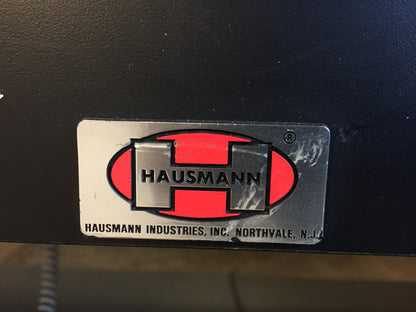 ®
HAUSMANN
HAUSMANN INDUSTRIES, INC. NORTHVALE, N.J.